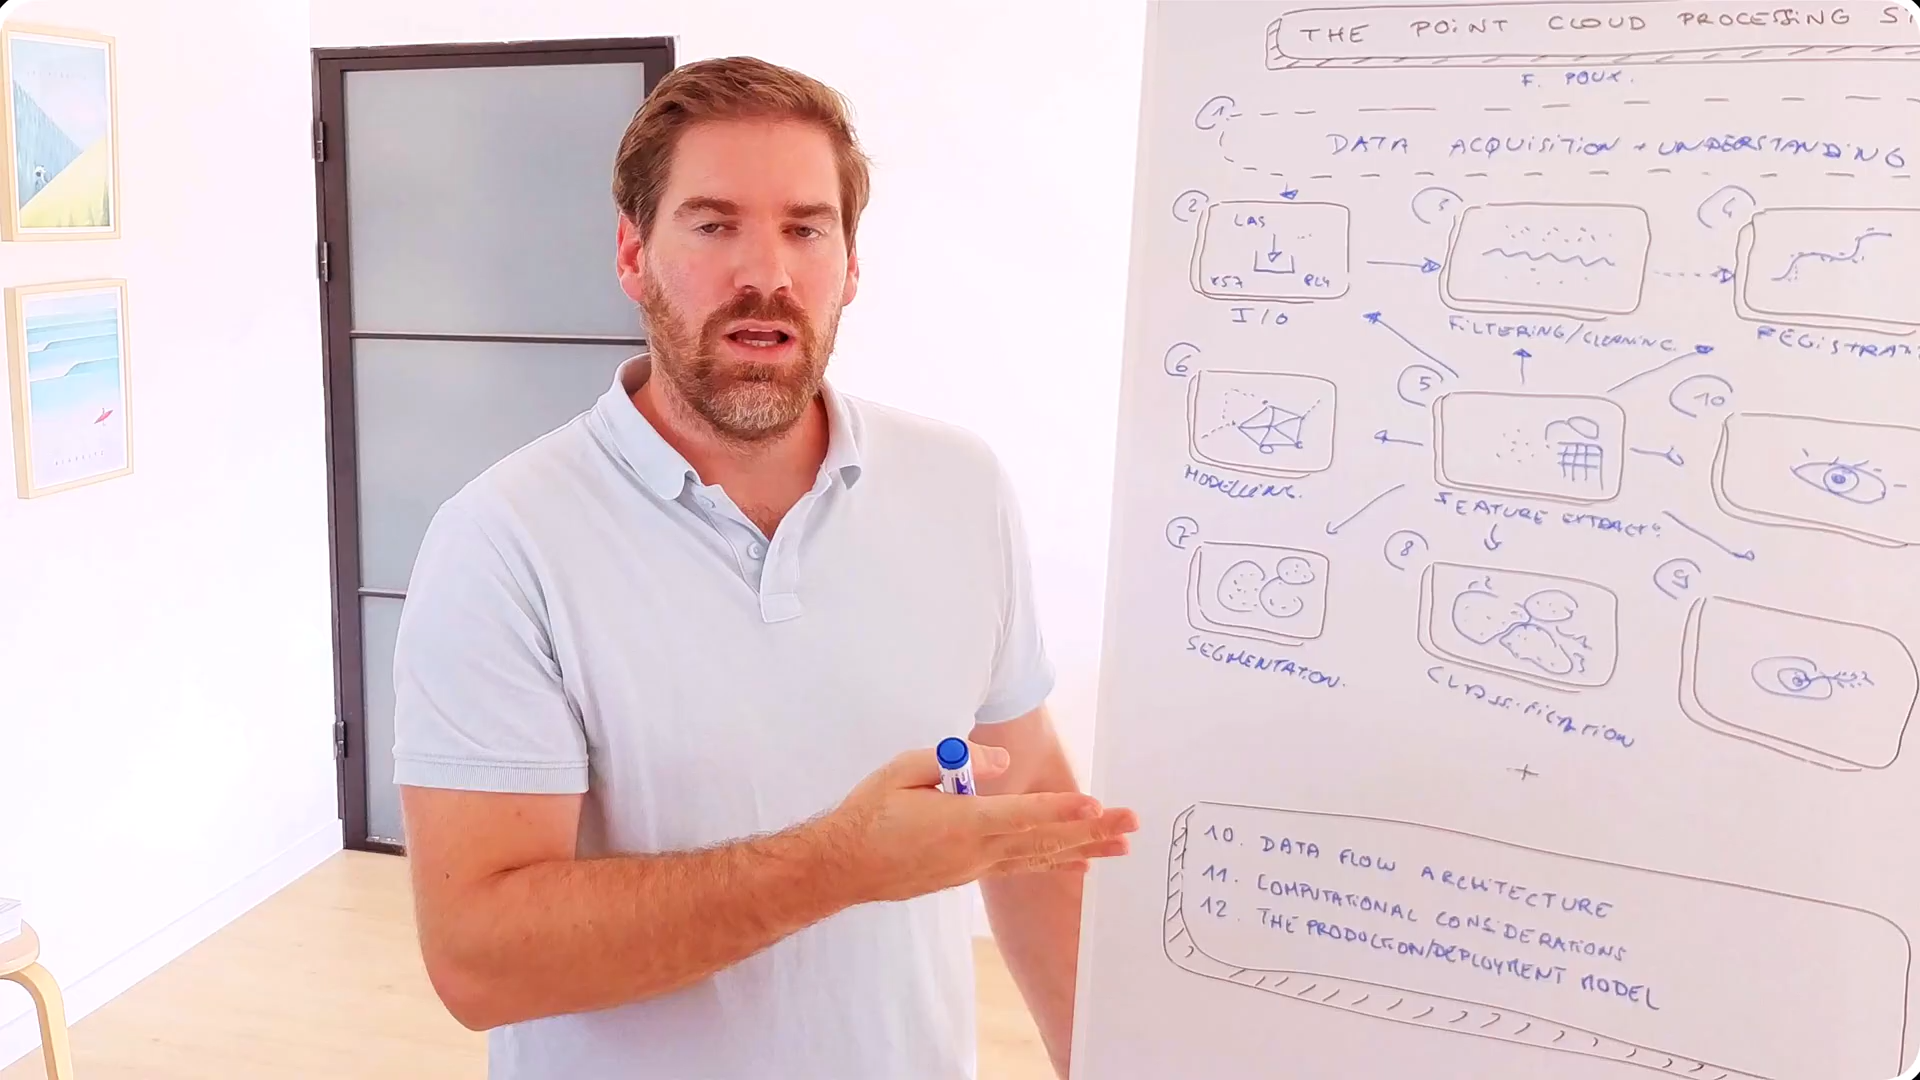 THE POINT CLOUD PROCESSING
F. POUX.
1
DATA ACQUISITION + UNDERSTANDING
2
LAS
PLY
I/O
3
FILTERING/CLEANING.
4
6
MODELLING.
5
FEATURE EXTRACT°.
10
7
SEGMENTATION.
8
CLASSIFICATION
9
+
10. DATA FLOW ARCHITECTURE
11. COMPUTATIONAL CONSIDERATIONS
12. THE PRODUCTION/DEPLOYMENT MODEL